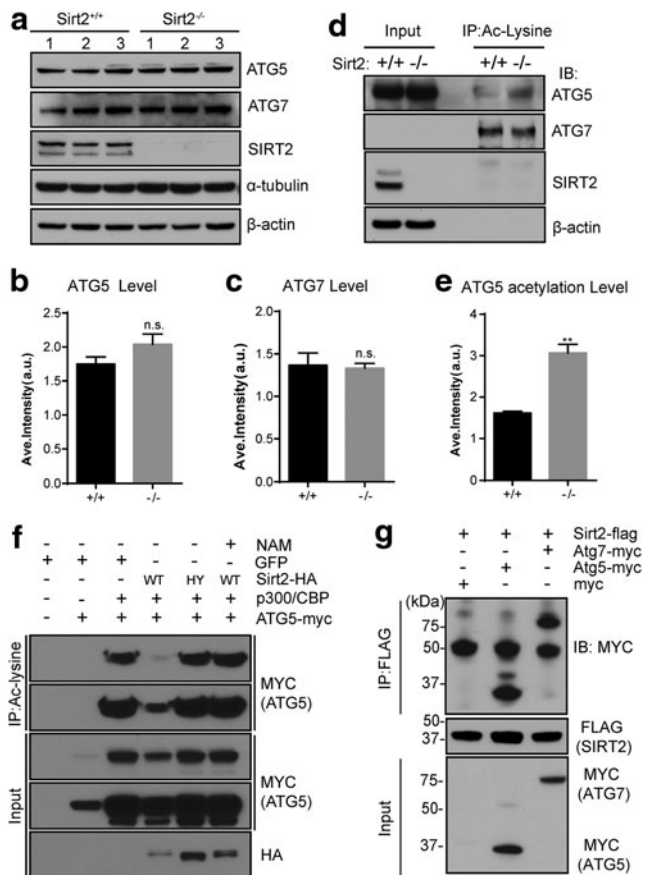 a
Sirt2+/+ Sirt2-/-
1 2 3 1 2 3
ATG5
ATG7
SIRT2
α-tubulin
β-actin
d
Input IP:Ac-Lysine
Sirt2: +/+ -/- +/+ -/- IB:
ATG5
ATG7
SIRT2
β-actin
b
ATG5 Level
Ave.Intensity(a.u.)
2.5
2.0
1.5
1.0
0.5
0.0
n.s.
+/+ -/-
c
ATG7 Level
Ave.Intensity(a.u.)
2.0
1.5
1.0
0.5
0.0
n.s.
+/+ -/-
e
ATG5 acetylation Level
Ave.Intensity(a.u.)
4
3
2
1
0
**
+/+ -/-
f
- - - - - + NAM
+ + + - - - GFP
- - - WT HY WT Sirt2-HA
- - + + + + p300/CBP
- + + + + + ATG5-myc
IP:Ac-lysine
MYC
(ATG5)
Input
MYC
(ATG5)
HA
g
+ + + Sirt2-flag
- - + Atg7-myc
- + - Atg5-myc
+ - - myc
(kDa)
IP:FLAG
75-
50-
37-
IB: MYC
50-
37-
FLAG
(SIRT2)
Input
75-
50-
37-
MYC
(ATG7)
MYC
(ATG5)